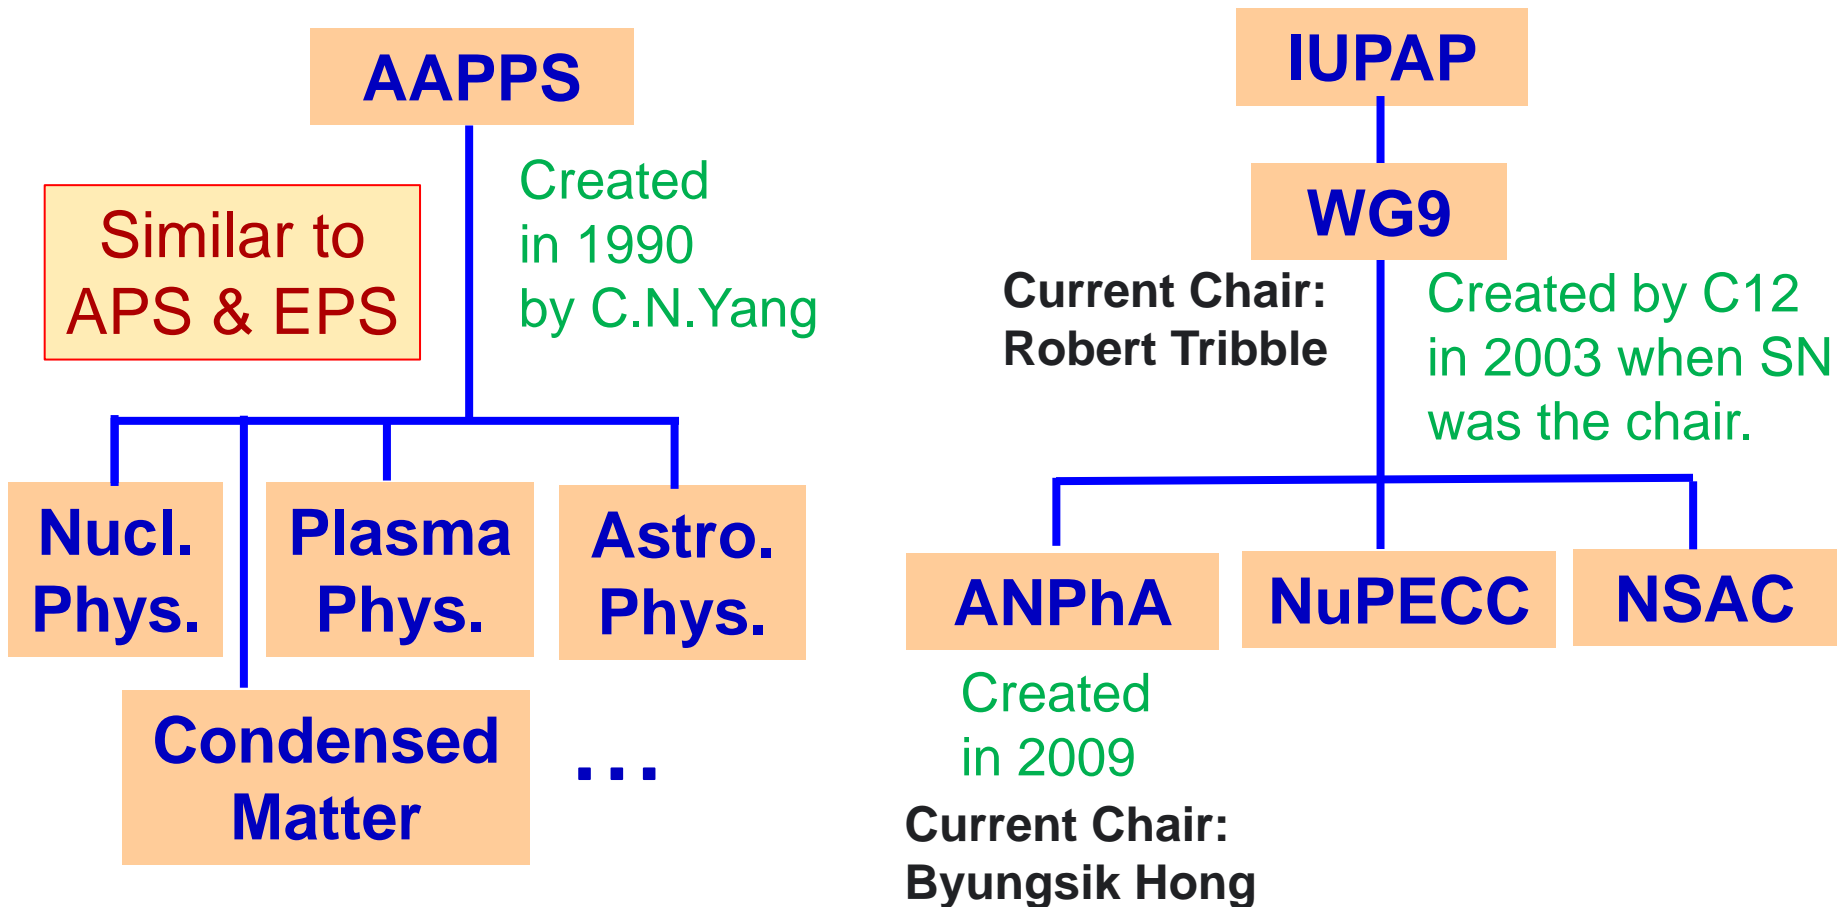 AAPPS
Similar to
APS & EPS
Created
in 1990
by C.N.Yang
Nucl.
Phys.
Plasma
Phys.
Astro.
Phys.
Condensed
Matter
...
IUPAP
WG9
Current Chair:
Robert Tribble
Created by C12
in 2003 when SN
was the chair.
ANPhA
NuPECC
NSAC
Created
in 2009
Current Chair:
Byungsik Hong